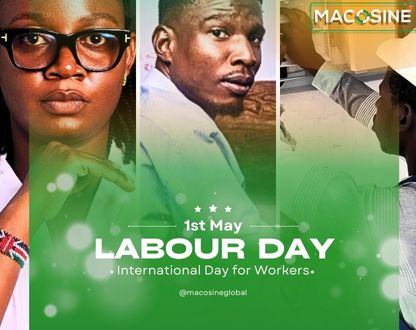 MACOSINE
1st May
LABOUR DAY
• International Day for Workers •
@macosineglobal